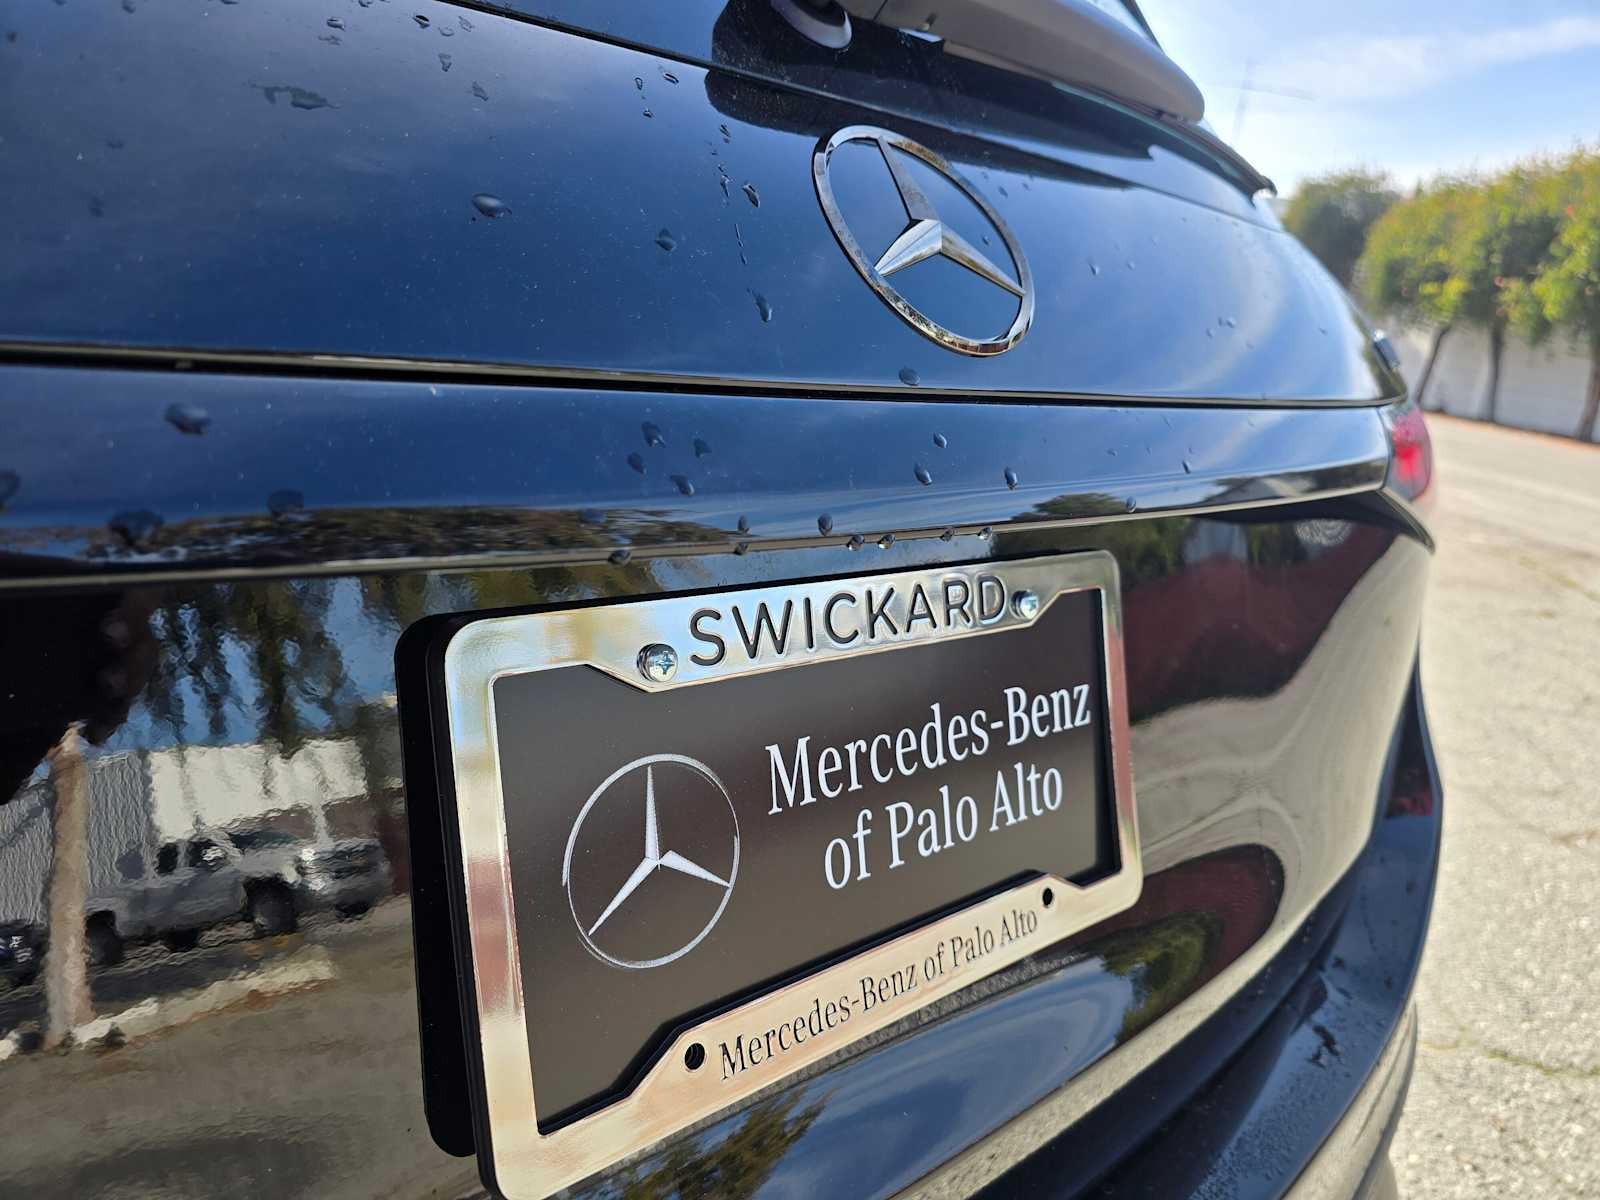 SWICKARD
Mercedes-Benz
of Palo Alto
Mercedes-Benz of Palo Alto